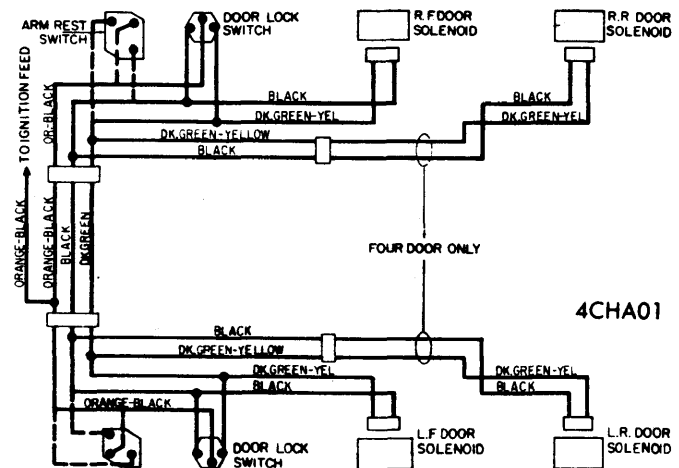 ARM REST
SWITCH
DOOR LOCK
SWITCH
R.F DOOR
SOLENOID
R.R DOOR
SOLENOID
TO IGNITION FEED
OR-BLACK
BLACK
DK.GREEN-YEL
BLACK
DK.GREEN-YEL
DK.GREEN-YELLOW
BLACK
ORANGE-BLACK
ORANGE-BLACK
BLACK
DK.GREEN
FOUR DOOR ONLY
4CHA01
BLACK
DK.GREEN-YELLOW
DK.GREEN-YEL
BLACK
DK.GREEN-YEL
BLACK
ORANGE-BLACK
DOOR LOCK
SWITCH
L.F DOOR
SOLENOID
L.R. DOOR
SOLENOID